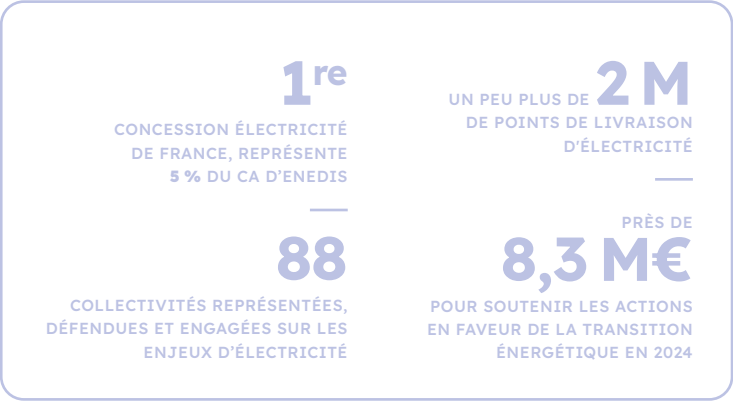 1re
CONCESSION ÉLECTRICITÉ
DE FRANCE, REPRÉSENTE
5 % DU CA D’ENEDIS
88
COLLECTIVITÉS REPRÉSENTÉES,
DÉFENDUES ET ENGAGÉES SUR LES
ENJEUX D’ÉLECTRICITÉ
UN PEU PLUS DE 2 M
DE POINTS DE LIVRAISON
D'ÉLECTRICITÉ
PRÈS DE
8,3 M€
POUR SOUTENIR LES ACTIONS
EN FAVEUR DE LA TRANSITION
ÉNERGÉTIQUE EN 2024